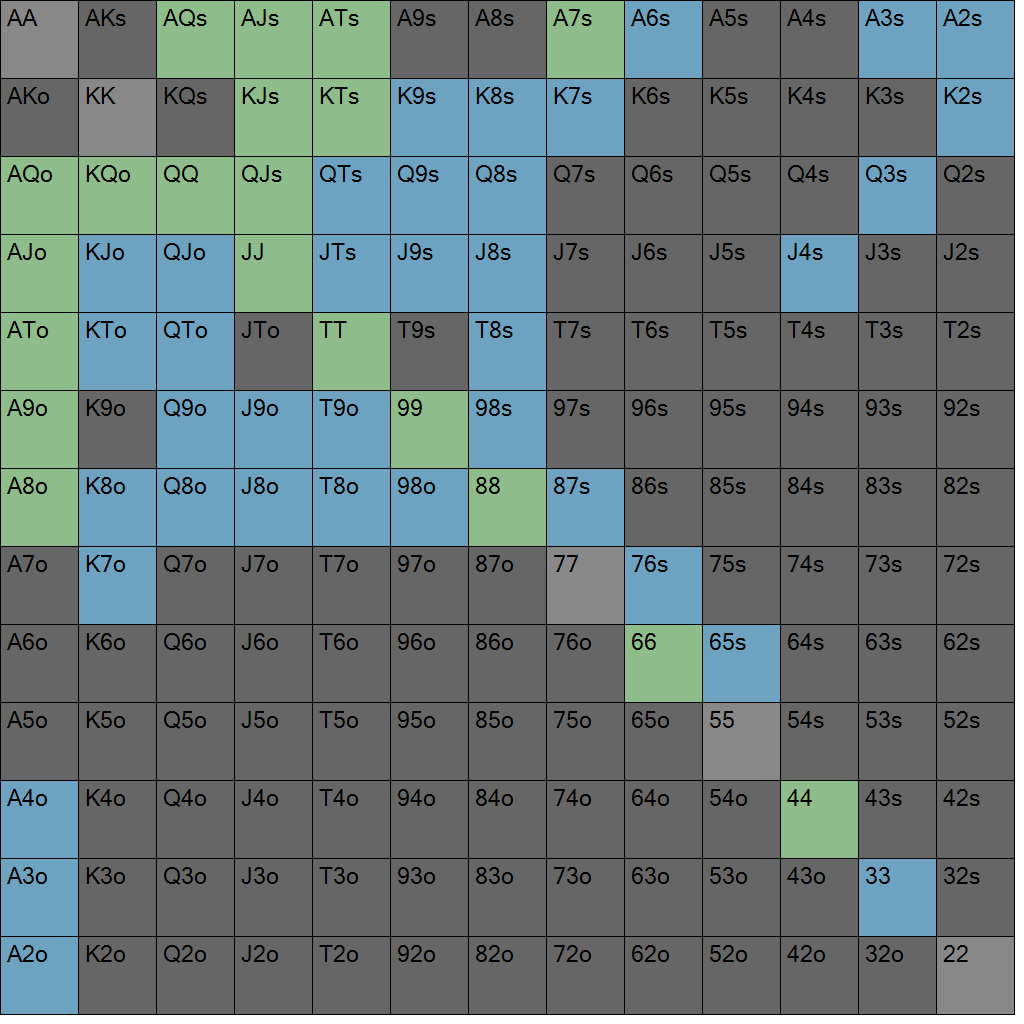 AA AKs AQs AJs ATs A9s A8s A7s A6s A5s A4s A3s A2s
AKo KK KQs KJs KTs K9s K8s K7s K6s K5s K4s K3s K2s
AQo KQo QQ QJs QTs Q9s Q8s Q7s Q6s Q5s Q4s Q3s Q2s
AJo KJo QJo JJ JTs J9s J8s J7s J6s J5s J4s J3s J2s
ATo KTo QTo JTo TT T9s T8s T7s T6s T5s T4s T3s T2s
A9o K9o Q9o J9o T9o 99 98s 97s 96s 95s 94s 93s 92s
A8o K8o Q8o J8o T8o 98o 88 87s 86s 85s 84s 83s 82s
A7o K7o Q7o J7o T7o 97o 87o 77 76s 75s 74s 73s 72s
A6o K6o Q6o J6o T6o 96o 86o 76o 66 65s 64s 63s 62s
A5o K5o Q5o J5o T5o 95o 85o 75o 65o 55 54s 53s 52s
A4o K4o Q4o J4o T4o 94o 84o 74o 64o 54o 44 43s 42s
A3o K3o Q3o J3o T3o 93o 83o 73o 63o 53o 43o 33 32s
A2o K2o Q2o J2o T2o 92o 82o 72o 62o 52o 42o 32o 22